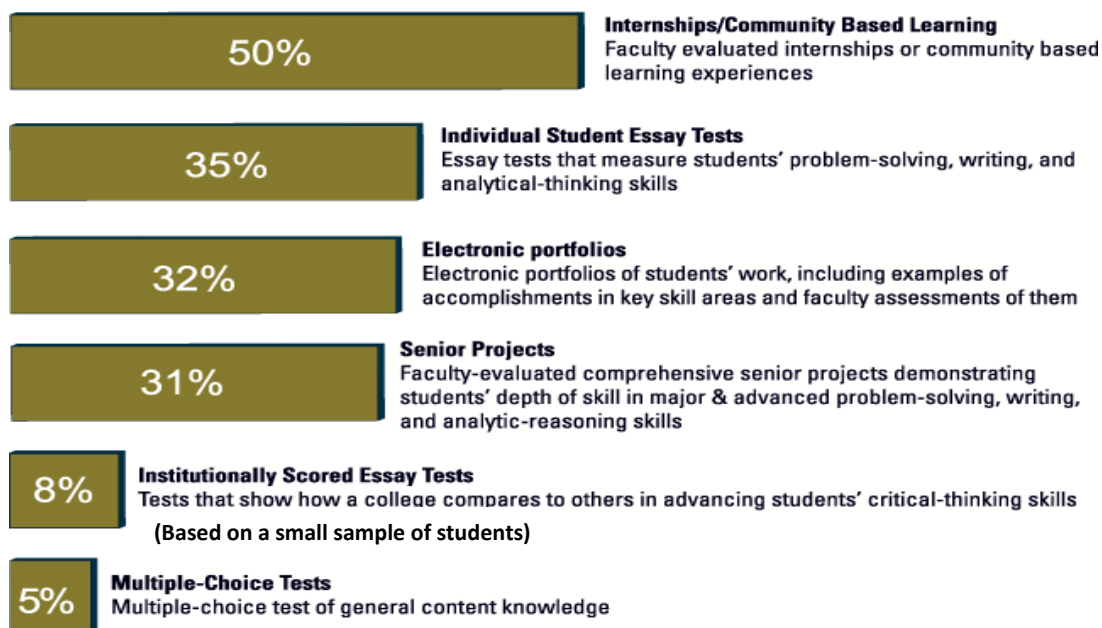 50%
Internships/Community Based Learning
Faculty evaluated internships or community based
learning experiences
35%
Individual Student Essay Tests
Essay tests that measure students’ problem-solving, writing, and
analytical-thinking skills
32%
Electronic portfolios
Electronic portfolios of students’ work, including examples of
accomplishments in key skill areas and faculty assessments of them
31%
Senior Projects
Faculty-evaluated comprehensive senior projects demonstrating
students’ depth of skill in major & advanced problem-solving, writing,
and analytic-reasoning skills
8%
Institutionally Scored Essay Tests
Tests that show how a college compares to others in advancing students’ critical-thinking skills
(Based on a small sample of students)
5%
Multiple-Choice Tests
Multiple-choice test of general content knowledge